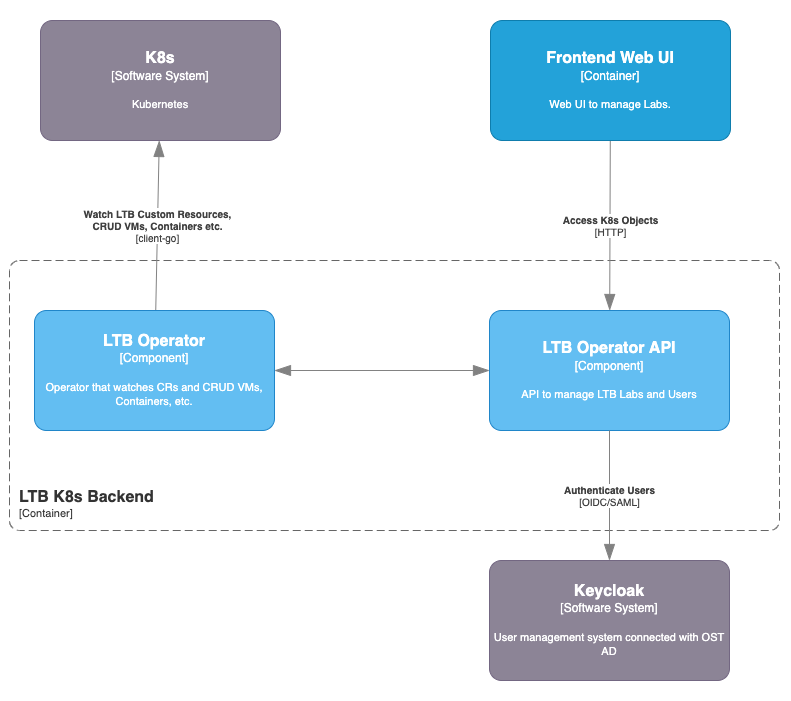 K8s
[Software System]
Kubernetes
Frontend Web UI
[Container]
Web UI to manage Labs.
Watch LTB Custom Resources,
CRUD VMs, Containers etc.
[client-go]
Access K8s Objects
[HTTP]
LTB Operator
[Component]
Operator that watches CRs and CRUD VMs,
Containers, etc.
LTB Operator API
[Component]
API to manage LTB Labs and Users
LTB K8s Backend
[Container]
Authenticate Users
[OIDC/SAML]
Keycloak
[Software System]
User management system connected with OST
AD